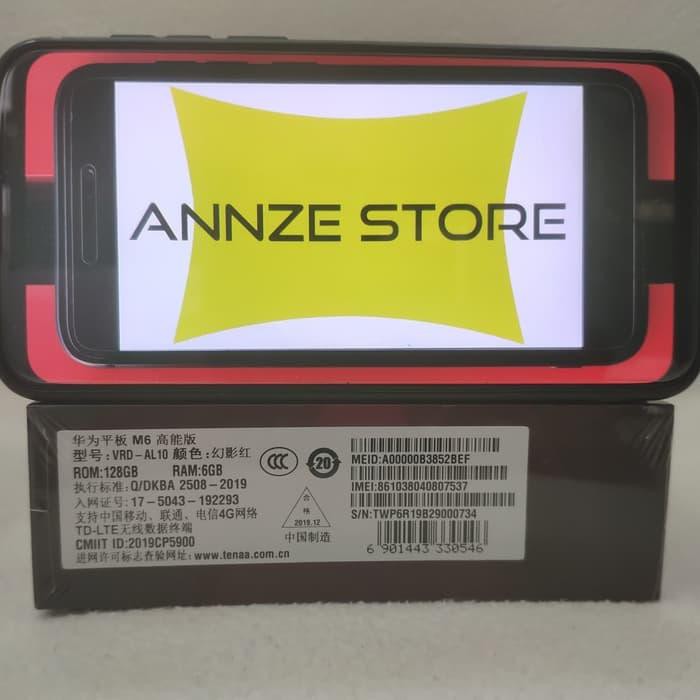 ANNZE STORE
华为平板 M6 高能版
型号:VRD-AL10 颜色:幻影红
ROM:128GB RAM:6GB
执行标准:Q/DKBA 2508-2019
入网证号:17-5043-192293
支持中国移动、联通、电信4G网络
TD-LTE无线数据终端
CMIIT ID:2019CP5900
进网许可标志查验网址:www.tenaa.com.cn
CCC
20
合
格
2019.12
中国制造
MEID:A00000B3852BEF
IMEI:861038040807537
S/N:TWP6R19B29000734
6 901443 330546